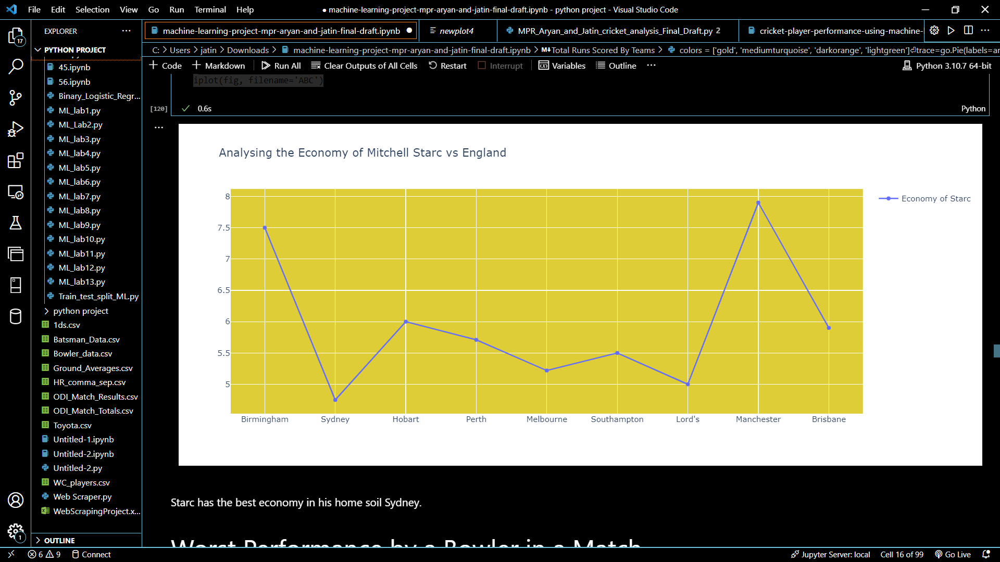 File Edit Selection View Go Run Terminal Help
● machine-learning-project-mpr-aryan-and-jatin-final-draft.ipynb - python project - Visual Studio Code
17
EXPLORER
PYTHON PROJECT
45.ipynb
56.ipynb
Binary_Logistic_Regr...
ML_lab1.py
ML_Lab2.py
ML_lab3.py
ML_lab4.py
ML_lab5.py
ML_lab6.py
ML_lab7.py
ML_lab8.py
ML_lab9.py
ML_lab10.py
ML_lab11.py
ML_lab12.py
ML_lab13.py
Train_test_split_ML.py
python project
1ds.csv
Batsman_Data.csv
Bowler_data.csv
Ground_Averages.csv
HR_comma_sep.csv
ODI_Match_Results.csv
ODI_Match_Totals.csv
Toyota.csv
Untitled-1.ipynb
Untitled-2.ipynb
Untitled-2.py
WC_players.csv
Web Scraper.py
WebScrapingProject.x...
OUTLINE
1
machine-learning-project-mpr-aryan-and-jatin-final-draft.ipynb
newplot4
MPR_Aryan_and_Jatin_cricket_analysis_Final_Draft.py 2
cricket-player-performance-using-machine-
C: > Users > jatin > Downloads > machine-learning-project-mpr-aryan-and-jatin-final-draft.ipynb > M↓Total Runs Scored By Teams > colors = ['gold', 'mediumturquoise', 'darkorange', 'lightgreen']⏎trace=go.Pie(labels=ar
+ Code + Markdown Run All Clear Outputs of All Cells Restart Interrupt Variables Outline ...
Python 3.10.7 64-bit
iplot(fig, filename='ABC')
[120] 0.6s
Python
Analysing the Economy of Mitchell Starc vs England
8
7.5
7
6.5
6
5.5
5
Economy of Starc
Birmingham Sydney Hobart Perth Melbourne Southampton Lord's Manchester Brisbane
Starc has the best economy in his home soil Sydney.
Worst Performance by a Bowler in a Match
6 9 Connect
Jupyter Server: local Cell 16 of 99 Go Live